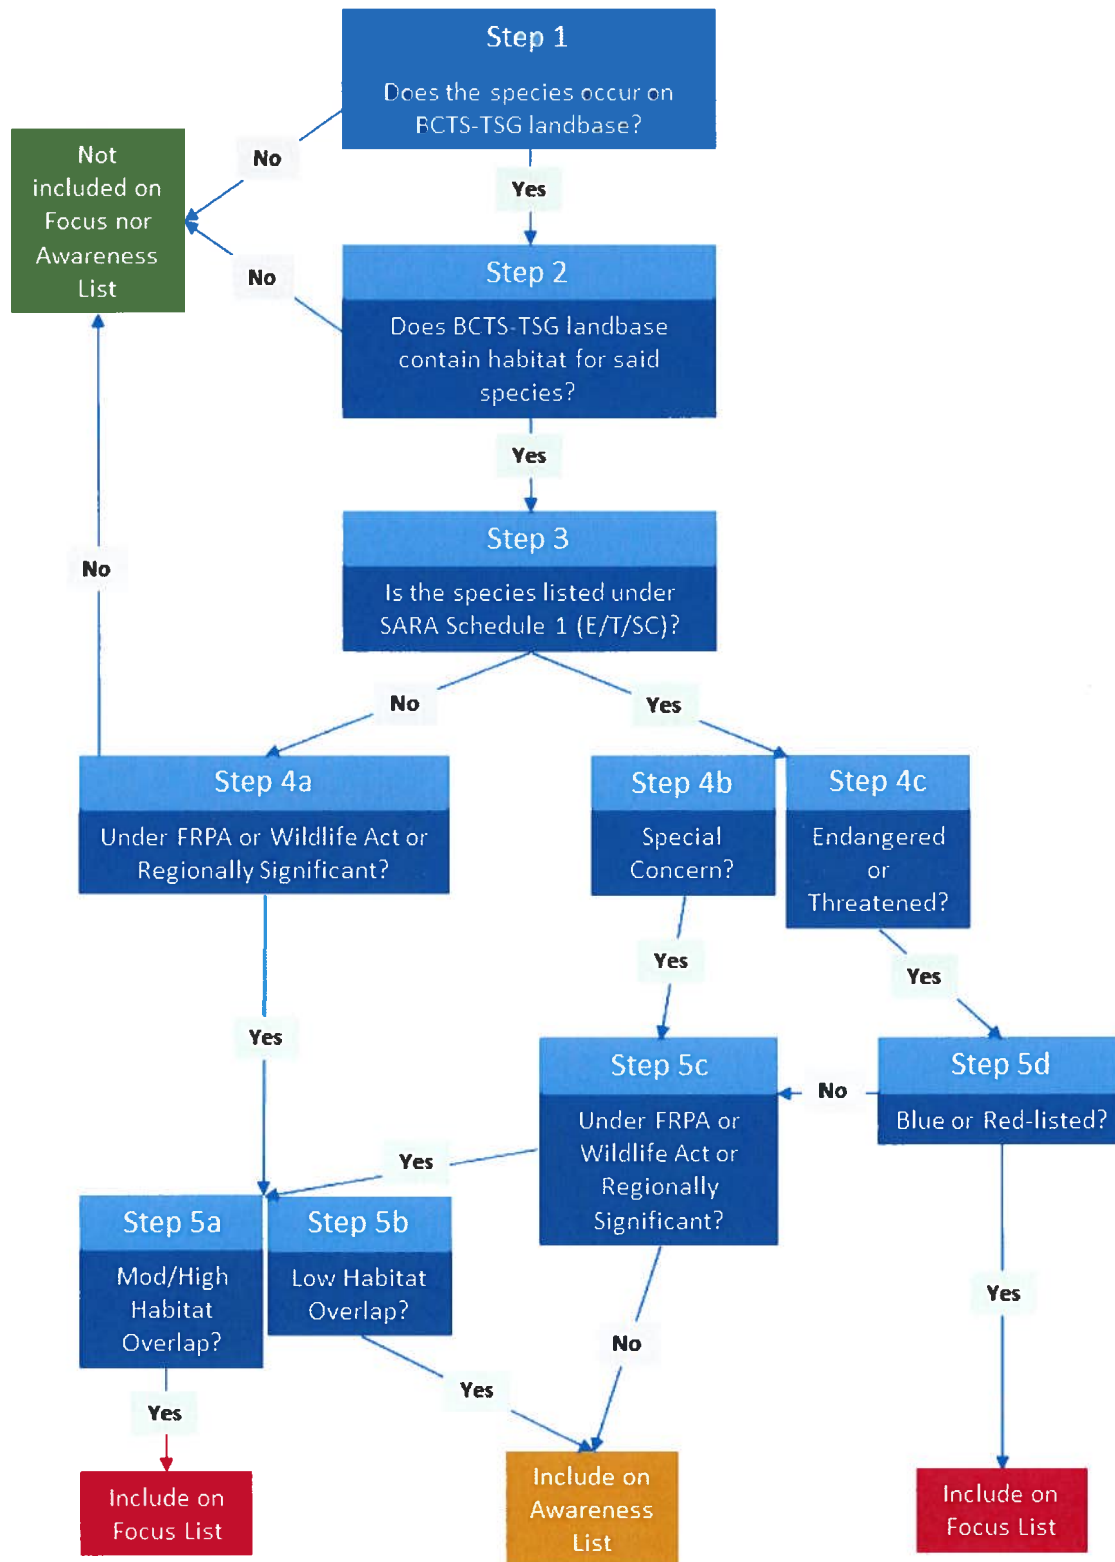 Step 1
Does the species occur on
BCTS-TSG landbase?
No
Yes
Not
included on
Focus nor
Awareness
List
Step 2
Does BCTS-TSG landbase
contain habitat for said
species?
No
Yes
Step 3
Is the species listed under
SARA Schedule 1 (E/T/SC)?
No
No
Yes
Step 4a
Under FRPA or Wildlife Act or
Regionally Significant?
Step 4b
Special
Concern?
Step 4c
Endangered
or
Threatened?
Yes
Yes
Yes
Step 5c
Under FRPA or
Wildlife Act or
Regionally
Significant?
No
Step 5d
Blue or Red-listed?
Yes
Step 5a
Mod/High
Habitat
Overlap?
Step 5b
Low Habitat
Overlap?
Yes
No
Yes
Yes
Include on
Focus List
Include on
Awareness
List
Include on
Focus List